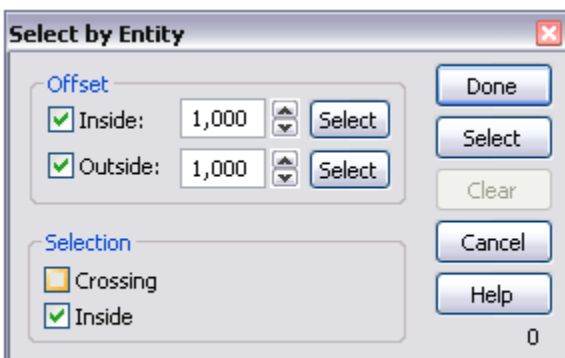 Select by Entity
Offset
Inside: 1,000 Select
Outside: 1,000 Select
Selection
Crossing
Inside
Done
Select
Clear
Cancel
Help
0